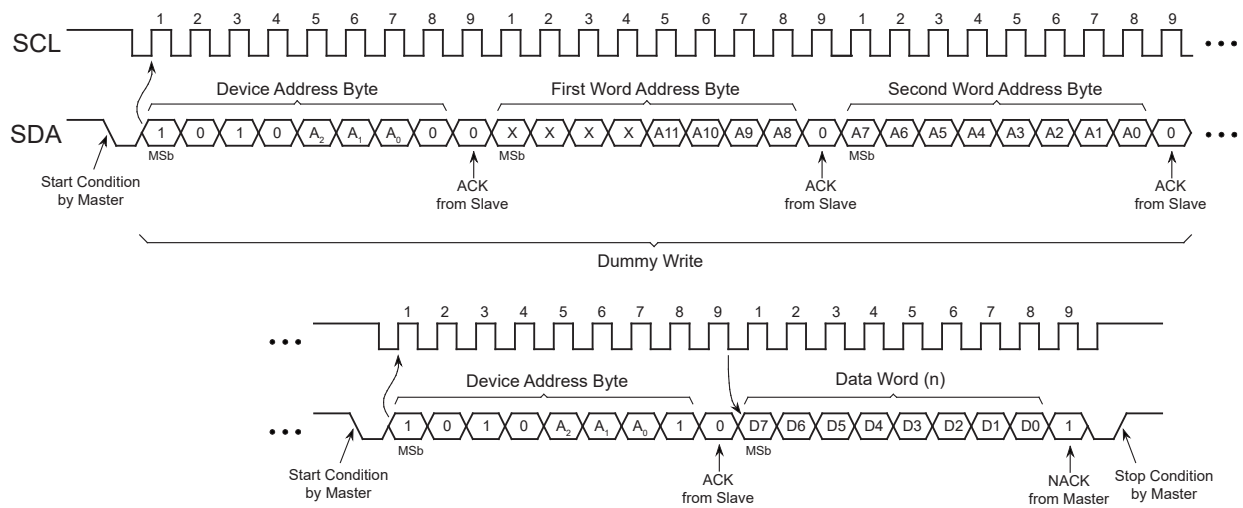 1 2 3 4 5 6 7 8 9 1 2 3 4 5 6 7 8 9 1 2 3 4 5 6 7 8 9
SCL
Device Address Byte First Word Address Byte Second Word Address Byte
SDA 1 0 1 0 A2 A1 A0 0 0 X X X X A11 A10 A9 A8 0 A7 A6 A5 A4 A3 A2 A1 A0 0
MSb MSb MSb
Start Condition ACK ACK ACK
by Master from Slave from Slave from Slave
Dummy Write
1 2 3 4 5 6 7 8 9 1 2 3 4 5 6 7 8 9
Device Address Byte Data Word (n)
1 0 1 0 A2 A1 A0 1 0 D7 D6 D5 D4 D3 D2 D1 D0 1
MSb MSb
Start Condition ACK NACK Stop Condition
by Master from Slave from Master by Master